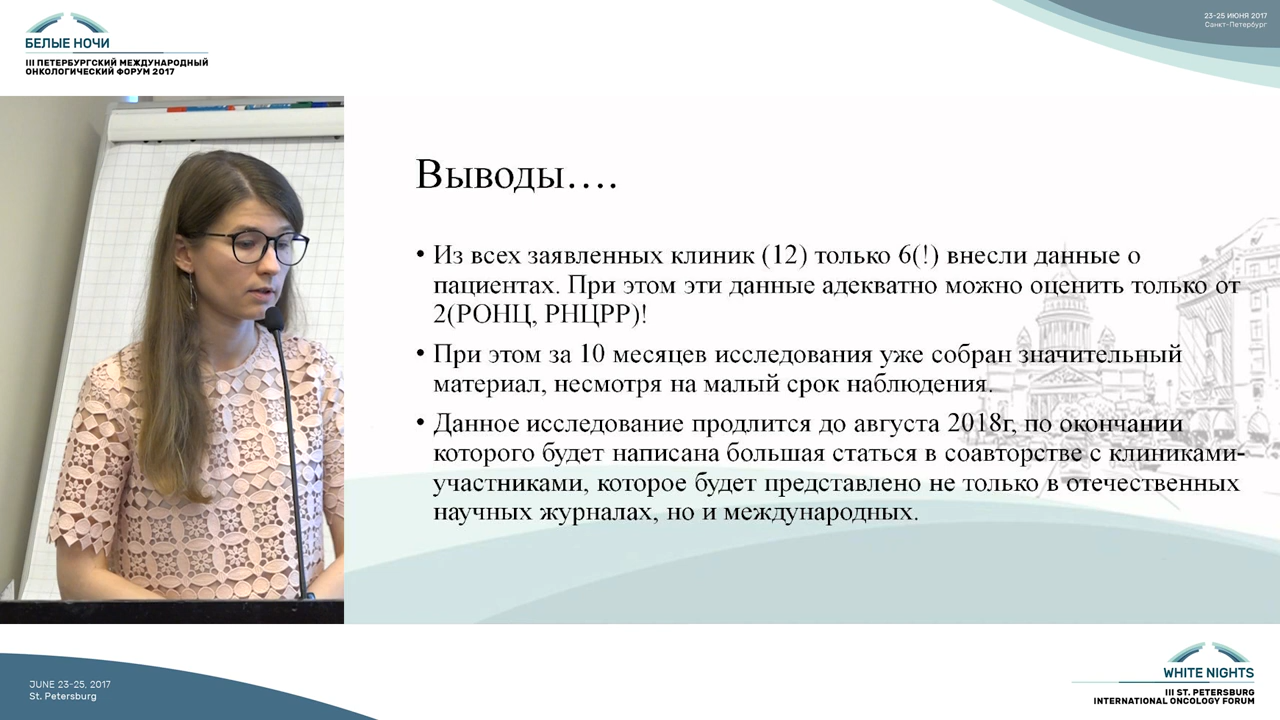 БЕЛЫЕ НОЧИ
III ПЕТЕРБУРГСКИЙ МЕЖДУНАРОДНЫЙ
ОНКОЛОГИЧЕСКИЙ ФОРУМ 2017
23-25 ИЮНЯ 2017
Санкт-Петербург
Выводы….
• Из всех заявленных клиник (12) только 6(!) внесли данные о
пациентах. При этом эти данные адекватно можно оценить только от
2(РОНЦ, РНЦРР)!
• При этом за 10 месяцев исследования уже собран значительный
материал, несмотря на малый срок наблюдения.
• Данное исследование продлится до августа 2018г, по окончании
которого будет написана большая статься в соавторстве с клиниками-
участниками, которое будет представлено не только в отечественных
научных журналах, но и международных.
JUNE 23-25, 2017
St. Petersburg
WHITE NIGHTS
III ST. PETERSBURG
INTERNATIONAL ONCOLOGY FORUM